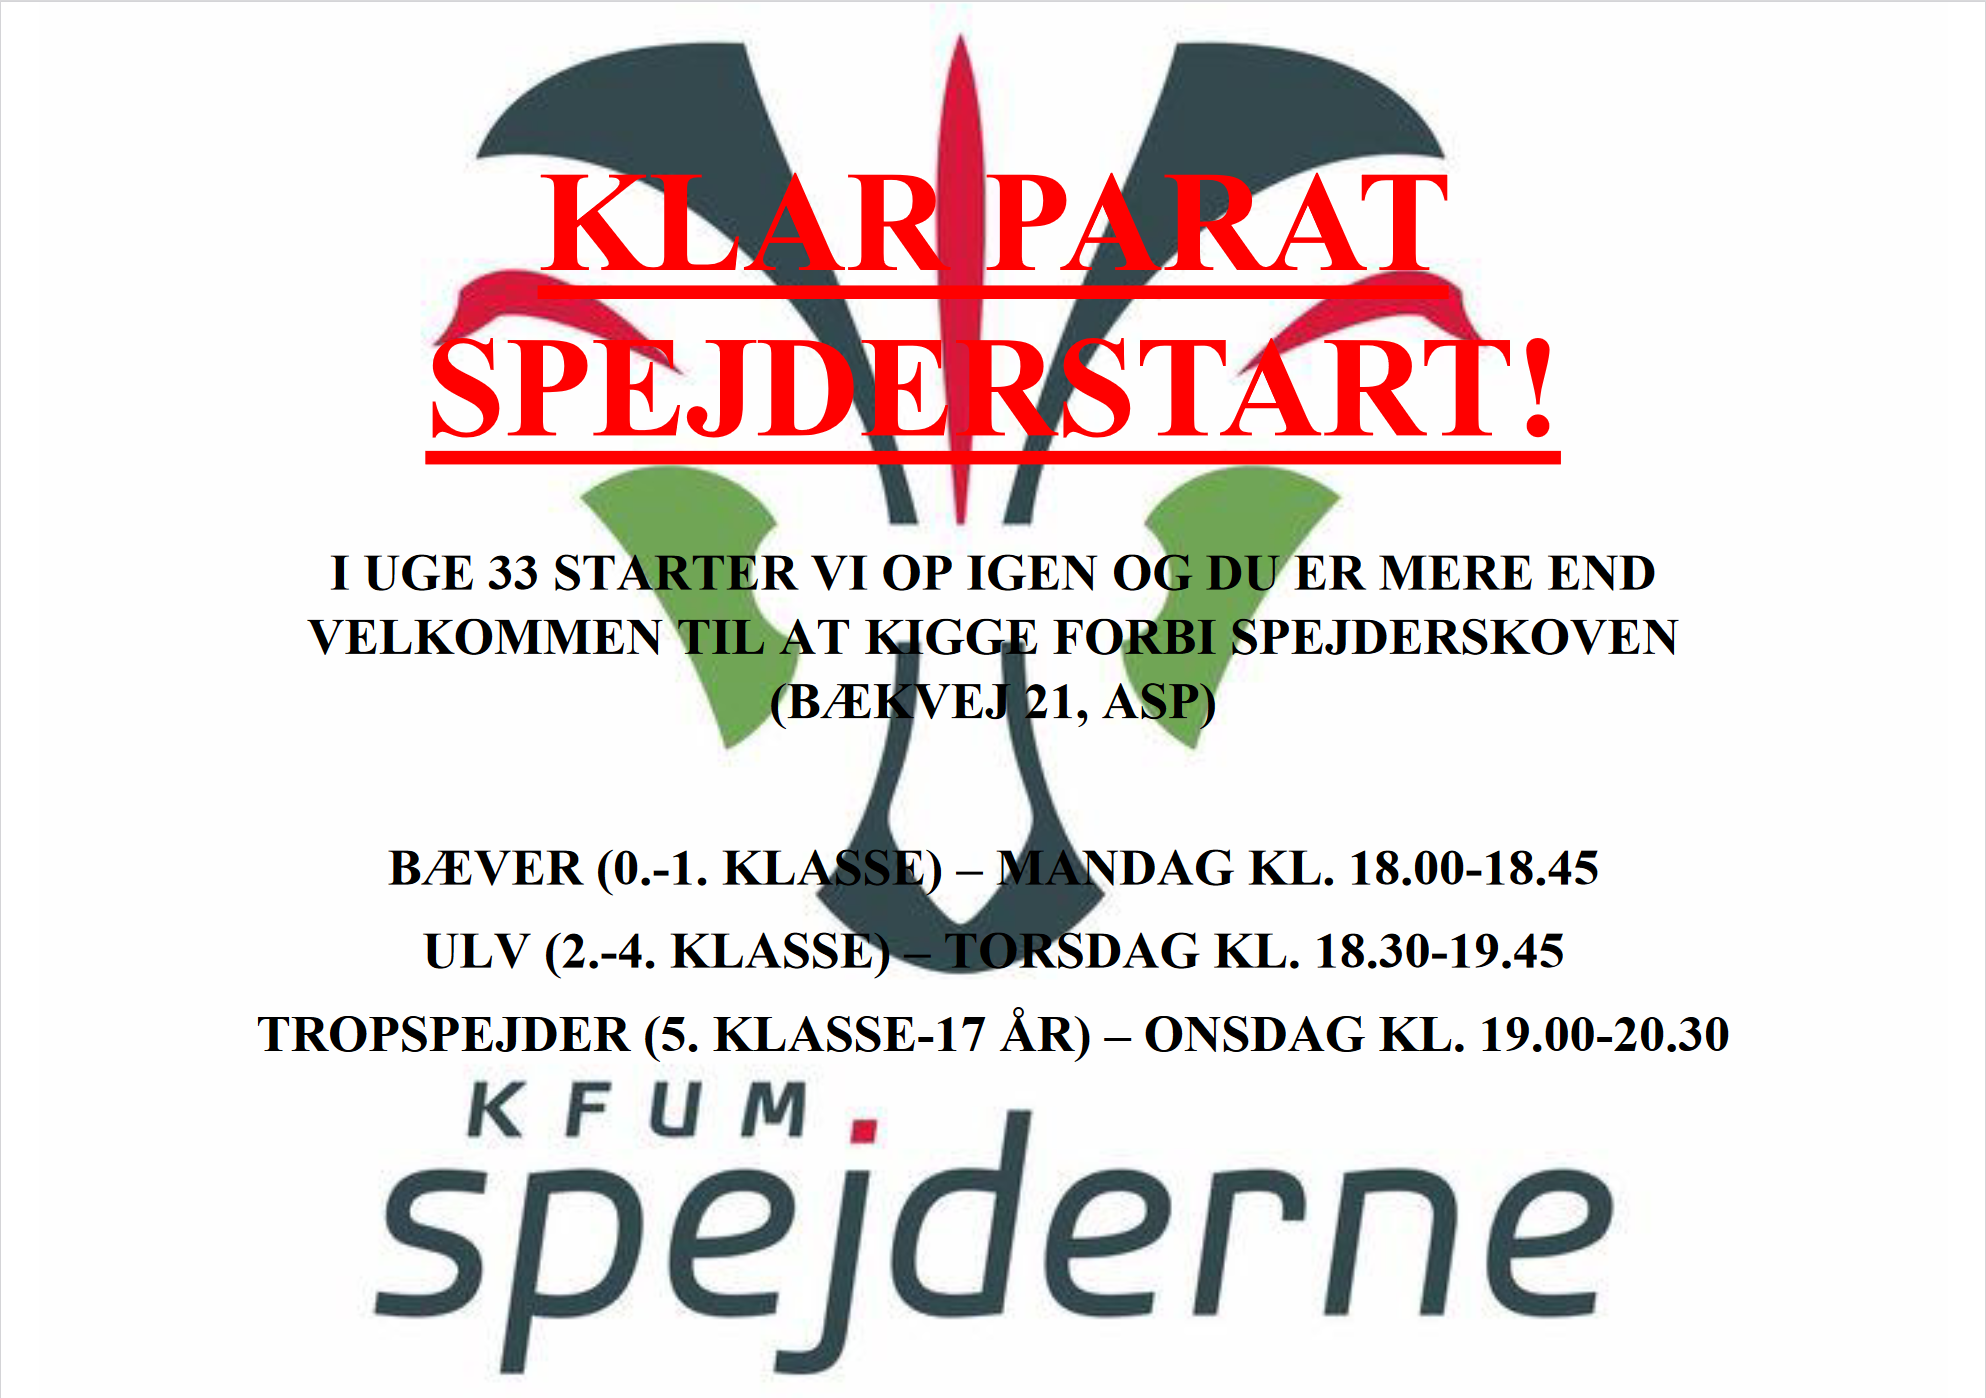 KLAR PARAT
SPEJDERSTART!
I UGE 33 STARTER VI OP IGEN OG DU ER MERE END
VELKOMMEN TIL AT KIGGE FORBI SPEJDERSKOVEN
(BÆKVEJ 21, ASP)
BÆVER (0.-1. KLASSE) – MANDAG KL. 18.00-18.45
ULV (2.-4. KLASSE) – TORSDAG KL. 18.30-19.45
TROPSPEJDER (5. KLASSE-17 ÅR) – ONSDAG KL. 19.00-20.30
KFUM
spejderne